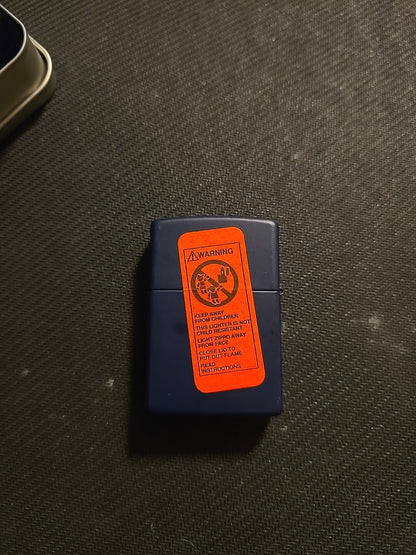 ⚠WARNING
KEEP AWAY
FROM CHILDREN
THIS LIGHTER IS NOT
CHILD RESISTANT
LIGHT ZIPPO AWAY
FROM FACE
CLOSE LID TO
PUT OUT FLAME
READ
INSTRUCTIONS